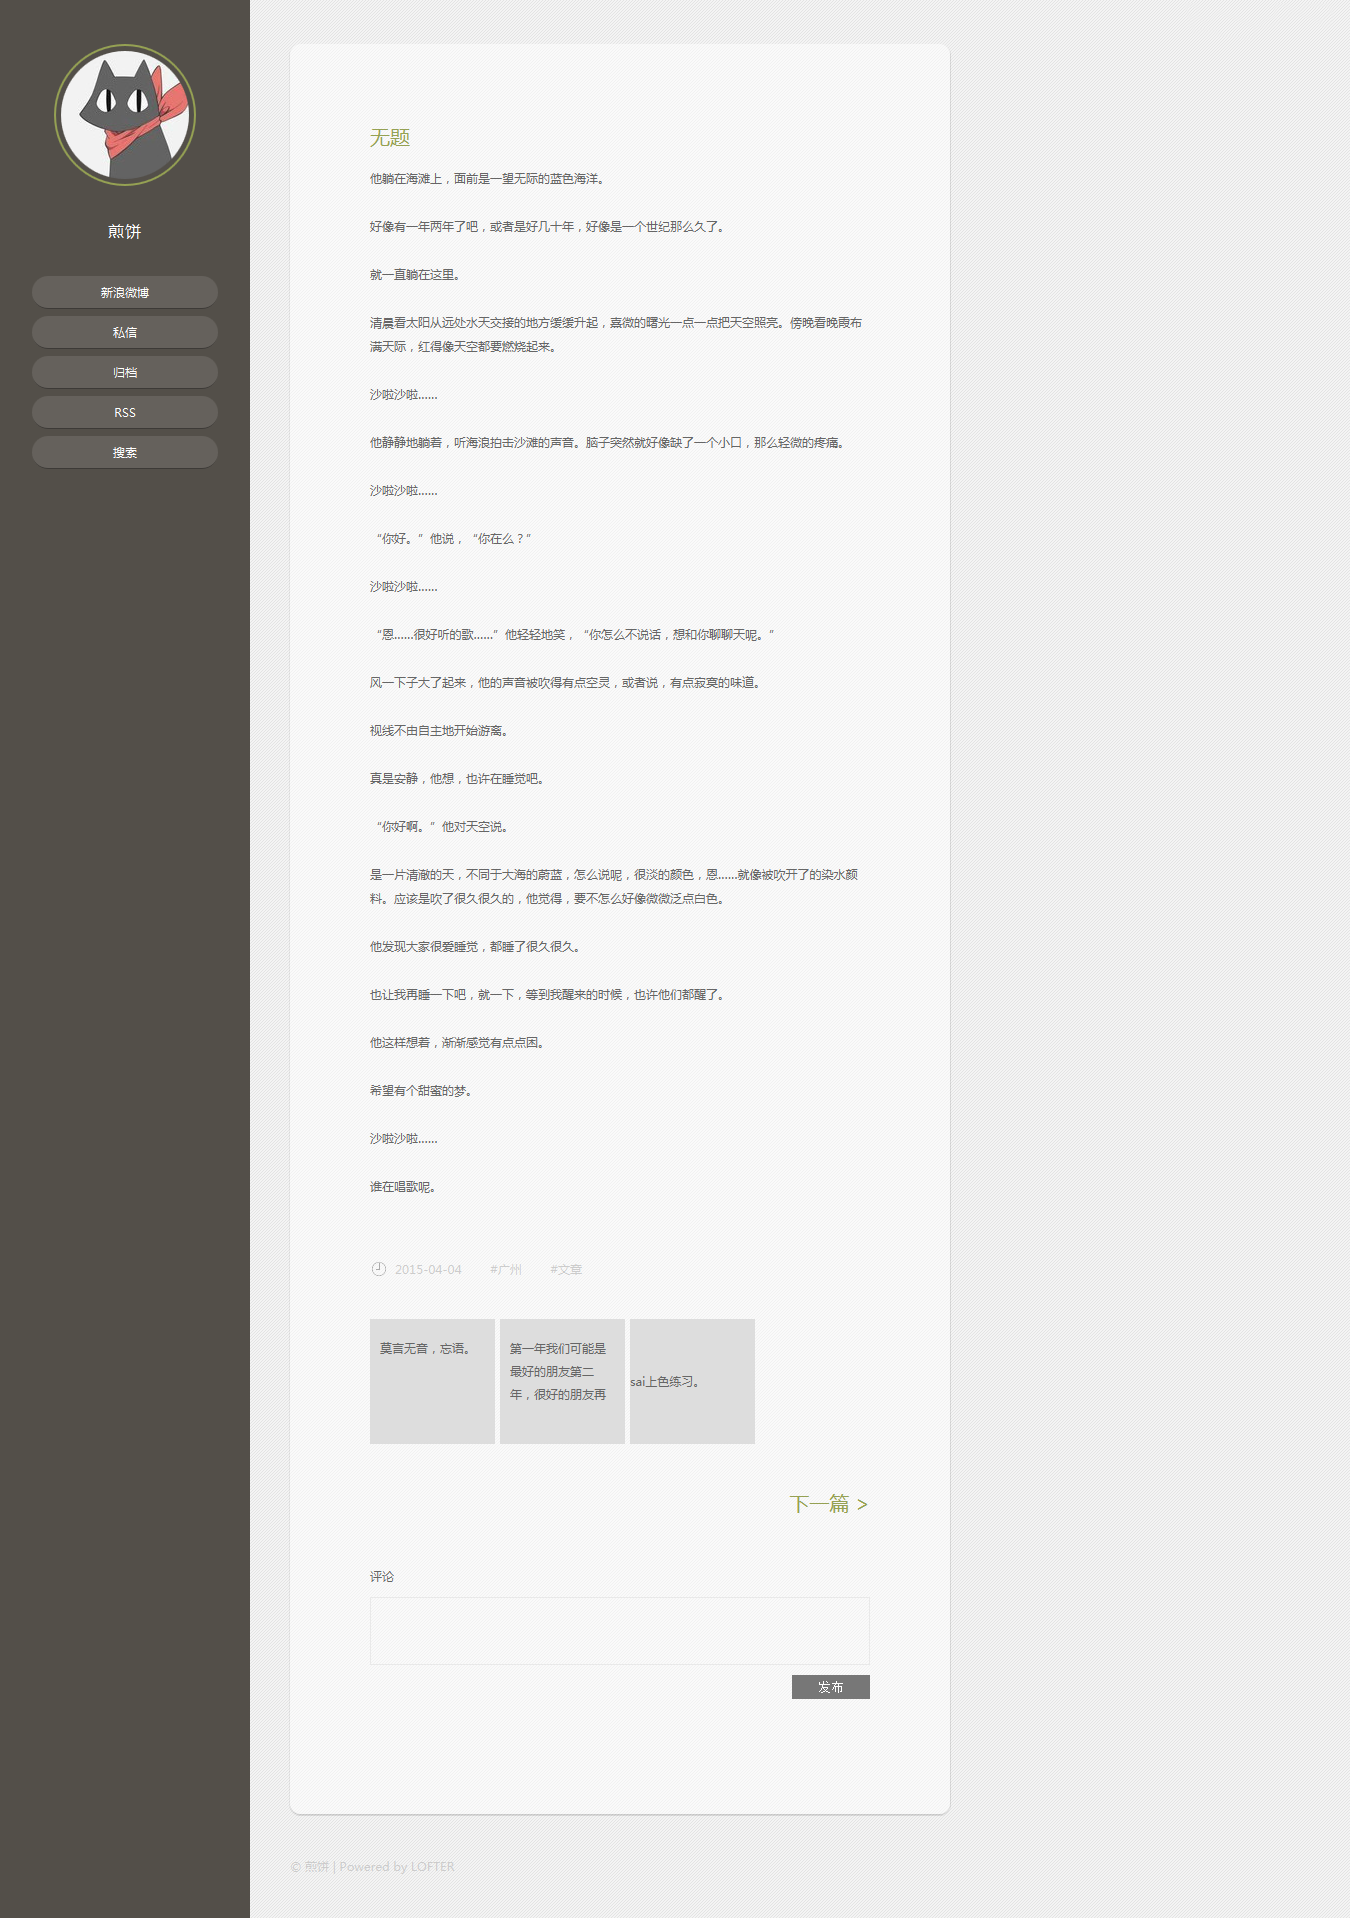 煎饼
新浪微博
私信
归档
RSS
搜索
无题
他躺在海滩上，面前是一望无际的蓝色海洋。
好像有一年两年了吧，或者是好几十年，好像是一个世纪那么久了。
就一直躺在这里。
清晨看太阳从远处水天交接的地方缓缓升起，熹微的曙光一点一点把天空照亮。傍晚看晚霞布
满天际，红得像天空都要燃烧起来。
沙啦沙啦……
他静静地躺着，听海浪拍击沙滩的声音。脑子突然就好像缺了一个小口，那么轻微的疼痛。
沙啦沙啦……
“你好。”他说，“你在么？”
沙啦沙啦……
“恩……很好听的歌……”他轻轻地笑，“你怎么不说话，想和你聊聊天呢。”
风一下子大了起来，他的声音被吹得有点空灵，或者说，有点寂寞的味道。
视线不由自主地开始游离。
真是安静，他想，也许在睡觉吧。
“你好啊。”他对天空说。
是一片清澈的天，不同于大海的蔚蓝，怎么说呢，很淡的颜色，恩……就像被吹开了的染水颜
料。应该是吹了很久很久的，他觉得，要不怎么好像微微泛点白色。
他发现大家很爱睡觉，都睡了很久很久。
也让我再睡一下吧，就一下，等到我醒来的时候，也许他们都醒了。
他这样想着，渐渐感觉有点点困。
希望有个甜蜜的梦。
沙啦沙啦……
谁在唱歌呢。
2015-04-04 #广州 #文章
莫言无音，忘语。
第一年我们可能是
最好的朋友第二
年，很好的朋友再
sai上色练习。
下一篇 >
评论
发布
© 煎饼 | Powered by LOFTER